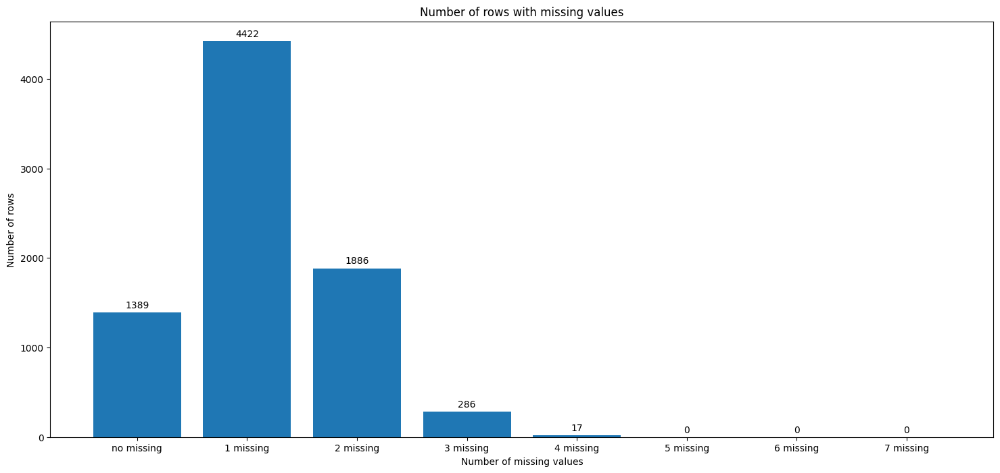 Number of rows with missing values
4422
4000
3000
Number of rows
2000
1886
1389
1000
286
17
0
0
0
0
no missing
1 missing
2 missing
3 missing
4 missing
5 missing
6 missing
7 missing
Number of missing values